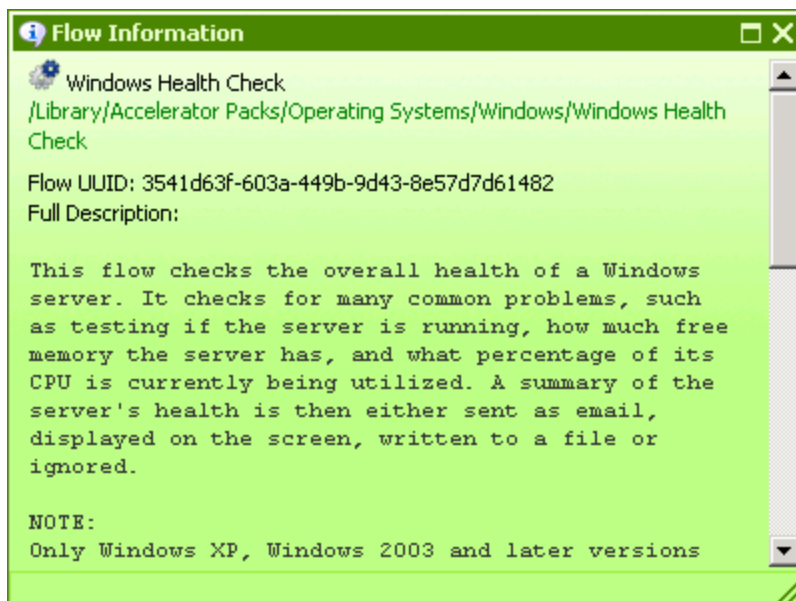 Flow Information
Windows Health Check
/Library/Accelerator Packs/Operating Systems/Windows/Windows Health
Check
Flow UUID: 3541d63f-603a-449b-9d43-8e57d7d61482
Full Description:
This flow checks the overall health of a Windows
server. It checks for many common problems, such
as testing if the server is running, how much free
memory the server has, and what percentage of its
CPU is currently being utilized. A summary of the
server's health is then either sent as email,
displayed on the screen, written to a file or
ignored.
NOTE:
Only Windows XP, Windows 2003 and later versions